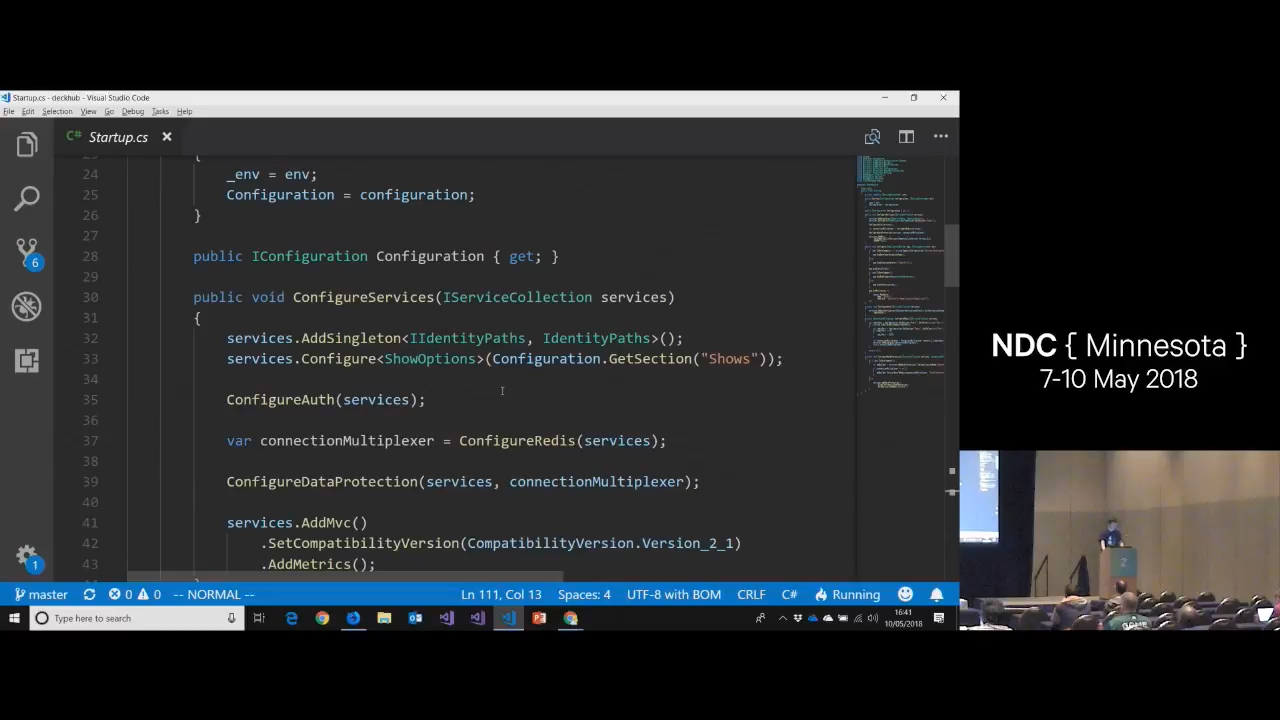 Startup.cs - deckhub - Visual Studio Code
File Edit Selection View Go Debug Tasks Help
C# Startup.cs
24 _env = env;
25 Configuration = configuration;
26 }
27
28 public IConfiguration Configuration { get; }
29
30 public void ConfigureServices(IServiceCollection services)
31 {
32 services.AddSingleton<IIdentityPaths, IdentityPaths>();
33 services.Configure<ShowOptions>(Configuration.GetSection("Shows"));
34
35 ConfigureAuth(services);
36
37 var connectionMultiplexer = ConfigureRedis(services);
38
39 ConfigureDataProtection(services, connectionMultiplexer);
40
41 services.AddMvc()
42 .SetCompatibilityVersion(CompatibilityVersion.Version_2_1)
43 .AddMetrics();
6
1
master 0 0 -- NORMAL -- Ln 111, Col 13 Spaces: 4 UTF-8 with BOM CRLF C# Running
Type here to search
16:41
10/05/2018
NDC { Minnesota }
7-10 May 2018
2